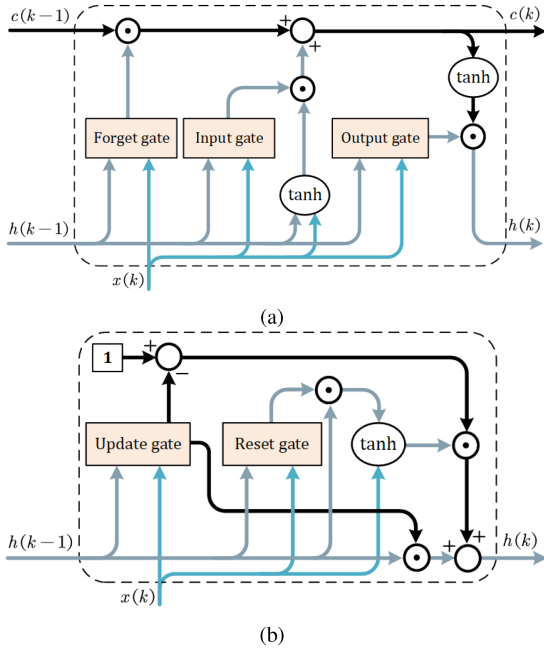 c(k−1)
c(k)
+
+
tanh
Forget gate
Input gate
Output gate
tanh
h(k−1)
h(k)
x(k)
(a)
1
+
−
Update gate
Reset gate
tanh
h(k−1)
+
+
h(k)
x(k)
(b)